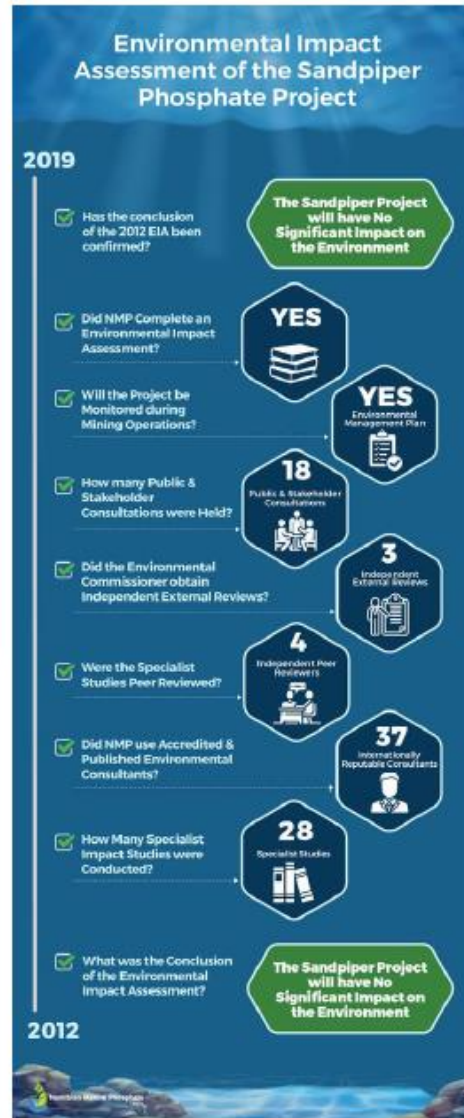 Environmental Impact
Assessment of the Sandpiper
Phosphate Project
2019
Has the conclusion
of the 2012 EIA been
confirmed?
The Sandpiper Project
will have No
Significant Impact on
the Environment
Did NMP Complete an
Environmental Impact
Assessment?
YES
Will the Project be
Monitored during
Mining Operations?
YES
Environmental
Management Plan
How many Public &
Stakeholder
Consultations were Held?
18
Public & Stakeholder
Consultations
Did the Environmental
Commissioner obtain
Independent External Reviews?
3
Independent
External Reviews
Were the Specialist
Studies Peer Reviewed?
4
Independent Peer
Reviewers
Did NMP use Accredited &
Published Environmental
Consultants?
37
Internationally
Reputable Consultants
How Many Specialist
Impact Studies were
Conducted?
28
Specialist Studies
What was the Conclusion
of the Environmental
Impact Assessment?
The Sandpiper Project
will have No
Significant Impact on
the Environment
2012
Namibian Marine Phosphate